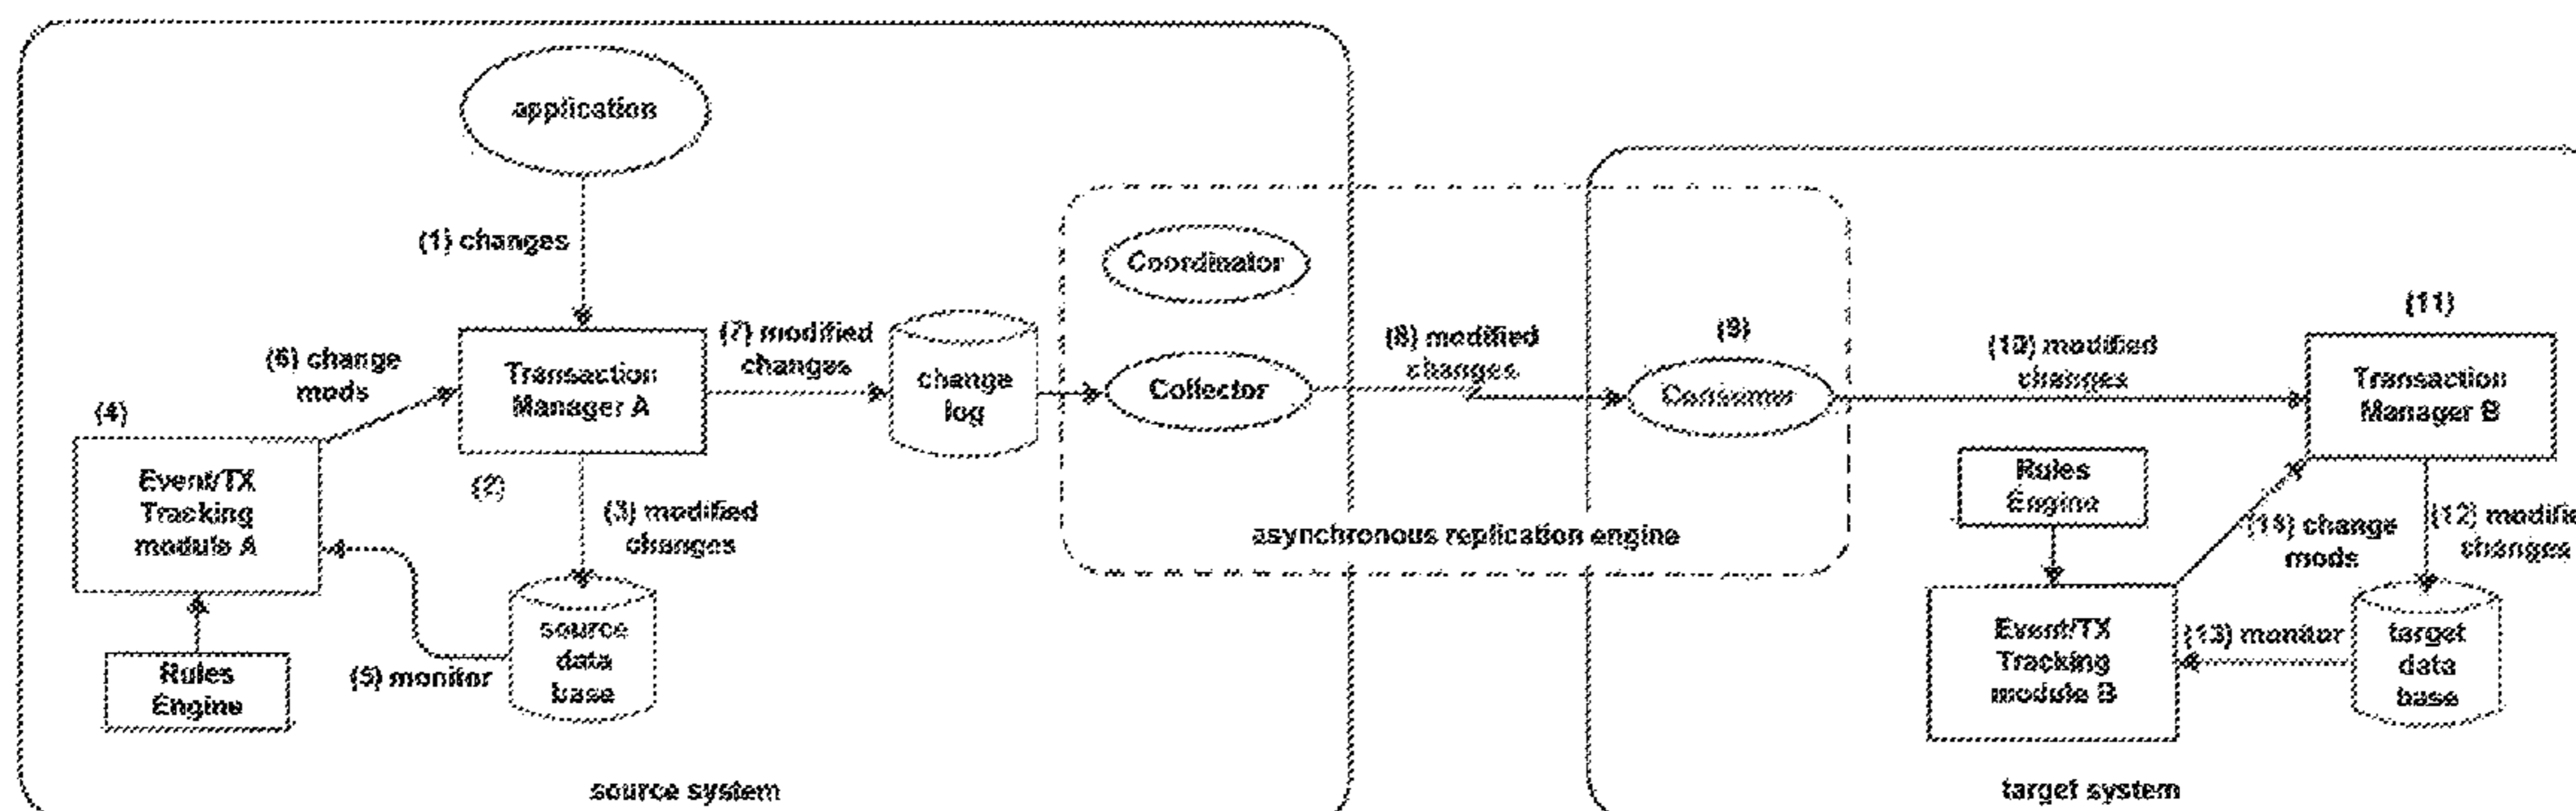 application
(1) changes
Coordinator
(11)
(7) modified
changes
(8) modified
changes
(9)
(10) modified
changes
(6) change
mods
Transaction
Manager A
change
log
Collector
Consumer
Transaction
Manager B
(4)
(2)
Event/TX
Tracking
module A
(3) modified
changes
asynchronous replication engine
Rules
Engine
change
mods
(12)
changes
source
data
base
(5) monitor
Rules
Engine
Event/TX
Tracking
module B
(13) monitor
target
data
base
source system
target system